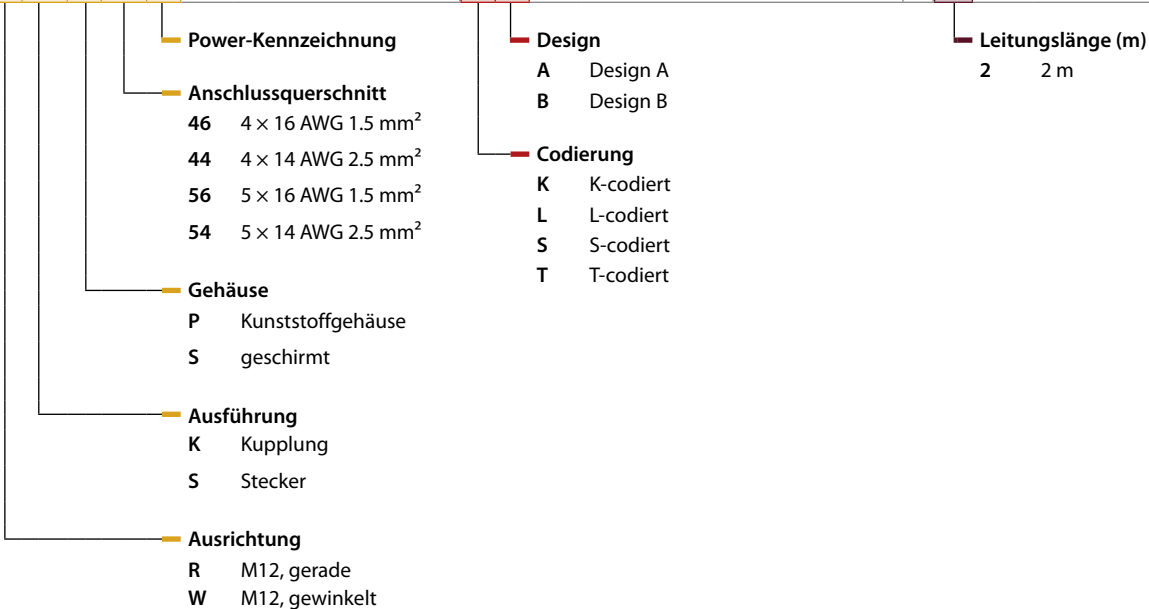 Power-Kennzeichnung
Anschlussquerschnitt
46 4 × 16 AWG 1.5 mm²
44 4 × 14 AWG 2.5 mm²
56 5 × 16 AWG 1.5 mm²
54 5 × 14 AWG 2.5 mm²
Gehäuse
P Kunststoffgehäuse
S geschirmt
Ausführung
K Kupplung
S Stecker
Ausrichtung
R M12, gerade
W M12, gewinkelt
Design
A Design A
B Design B
Codierung
K K-codiert
L L-codiert
S S-codiert
T T-codiert
Leitungslänge (m)
2 2 m